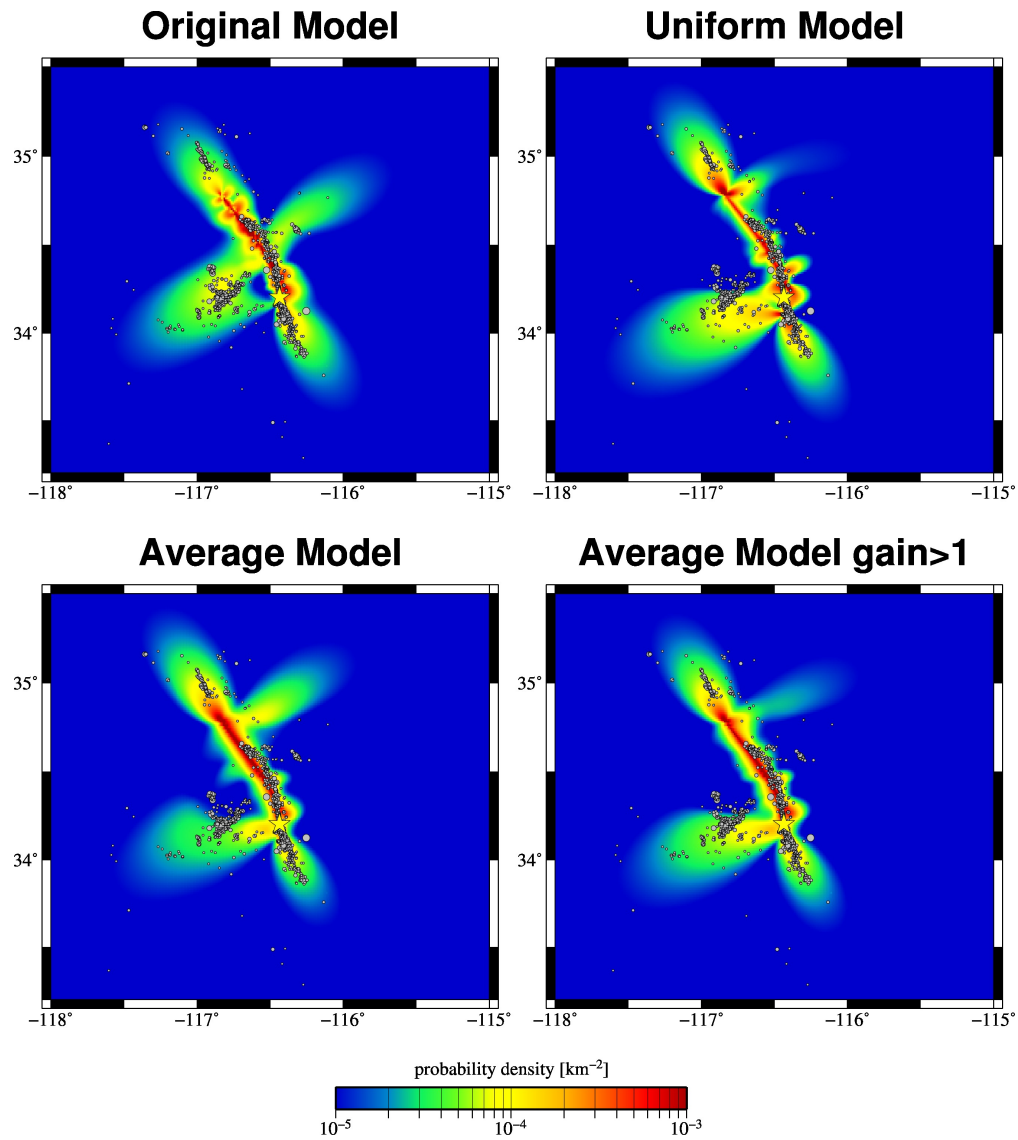 Original Model Uniform Model
35° 35°
34° 34°
−118° −117° −116° −115° −118° −117° −116° −115°
Average Model Average Model gain>1
35° 35°
34° 34°
−118° −117° −116° −115° −118° −117° −116° −115°
probability density [km⁻²]
10⁻⁵ 10⁻⁴ 10⁻³